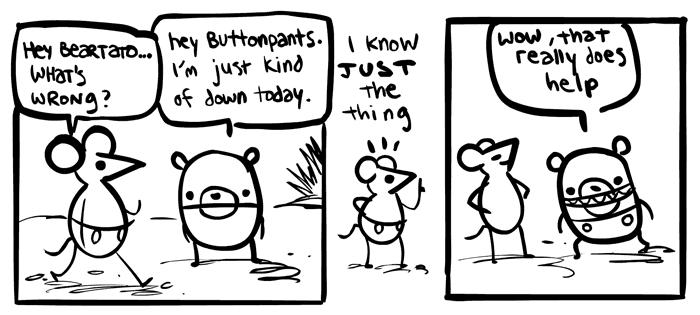 Hey BearTato...
What's
wrong?
hey Buttonpants.
I'm just kind
of down today.
I know
JUST
the
thing
Wow, that
really does
help